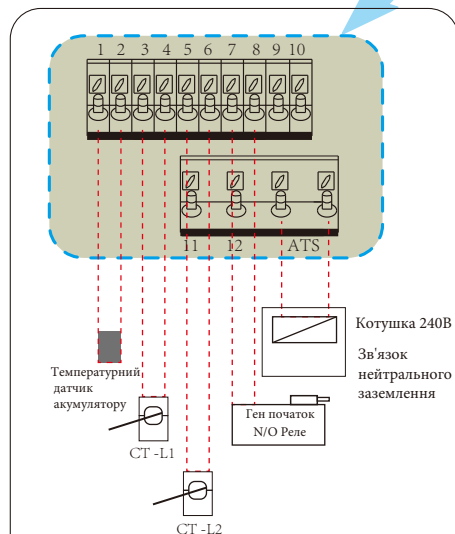 1 2 3 4 5 6 7 8 9 10
11 12 ATS
Котушка 240В
Зв'язок
нейтрального
заземлення
Температурний
датчик
акумулятору
Ген початок
N/O Реле
CT -L1
CT -L2